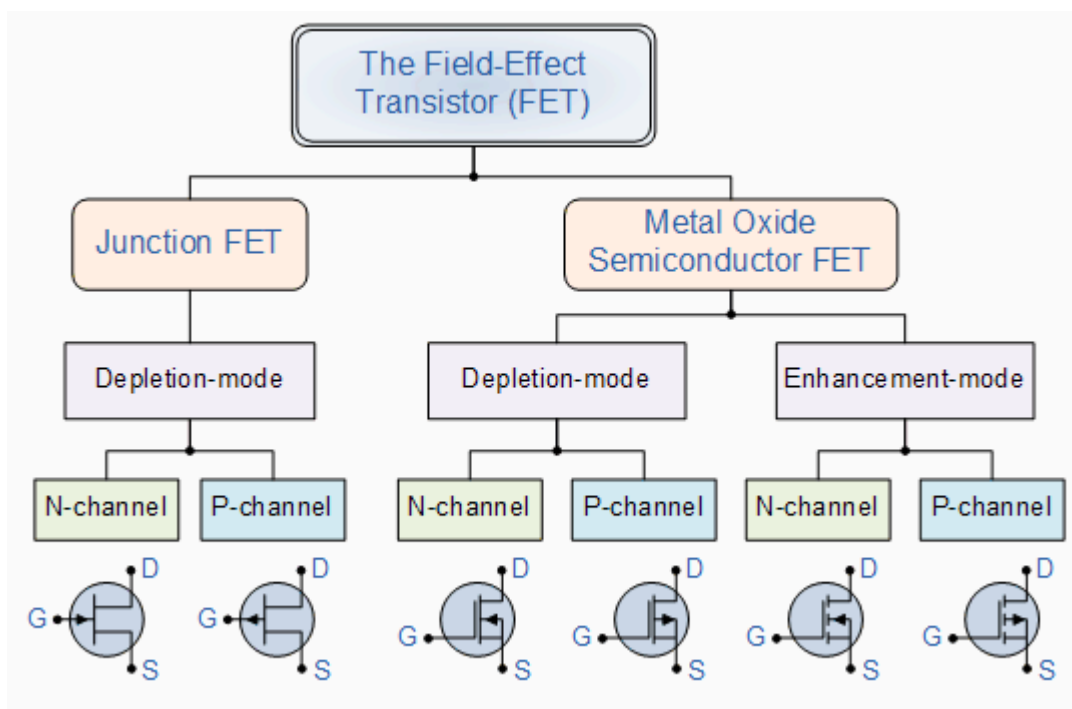 The Field-Effect
Transistor (FET)
Junction FET
Metal Oxide
Semiconductor FET
Depletion-mode
Depletion-mode
Enhancement-mode
N-channel
P-channel
N-channel
P-channel
N-channel
P-channel
D
D
D
D
D
D
G
G
G
G
G
G
S
S
S
S
S
S